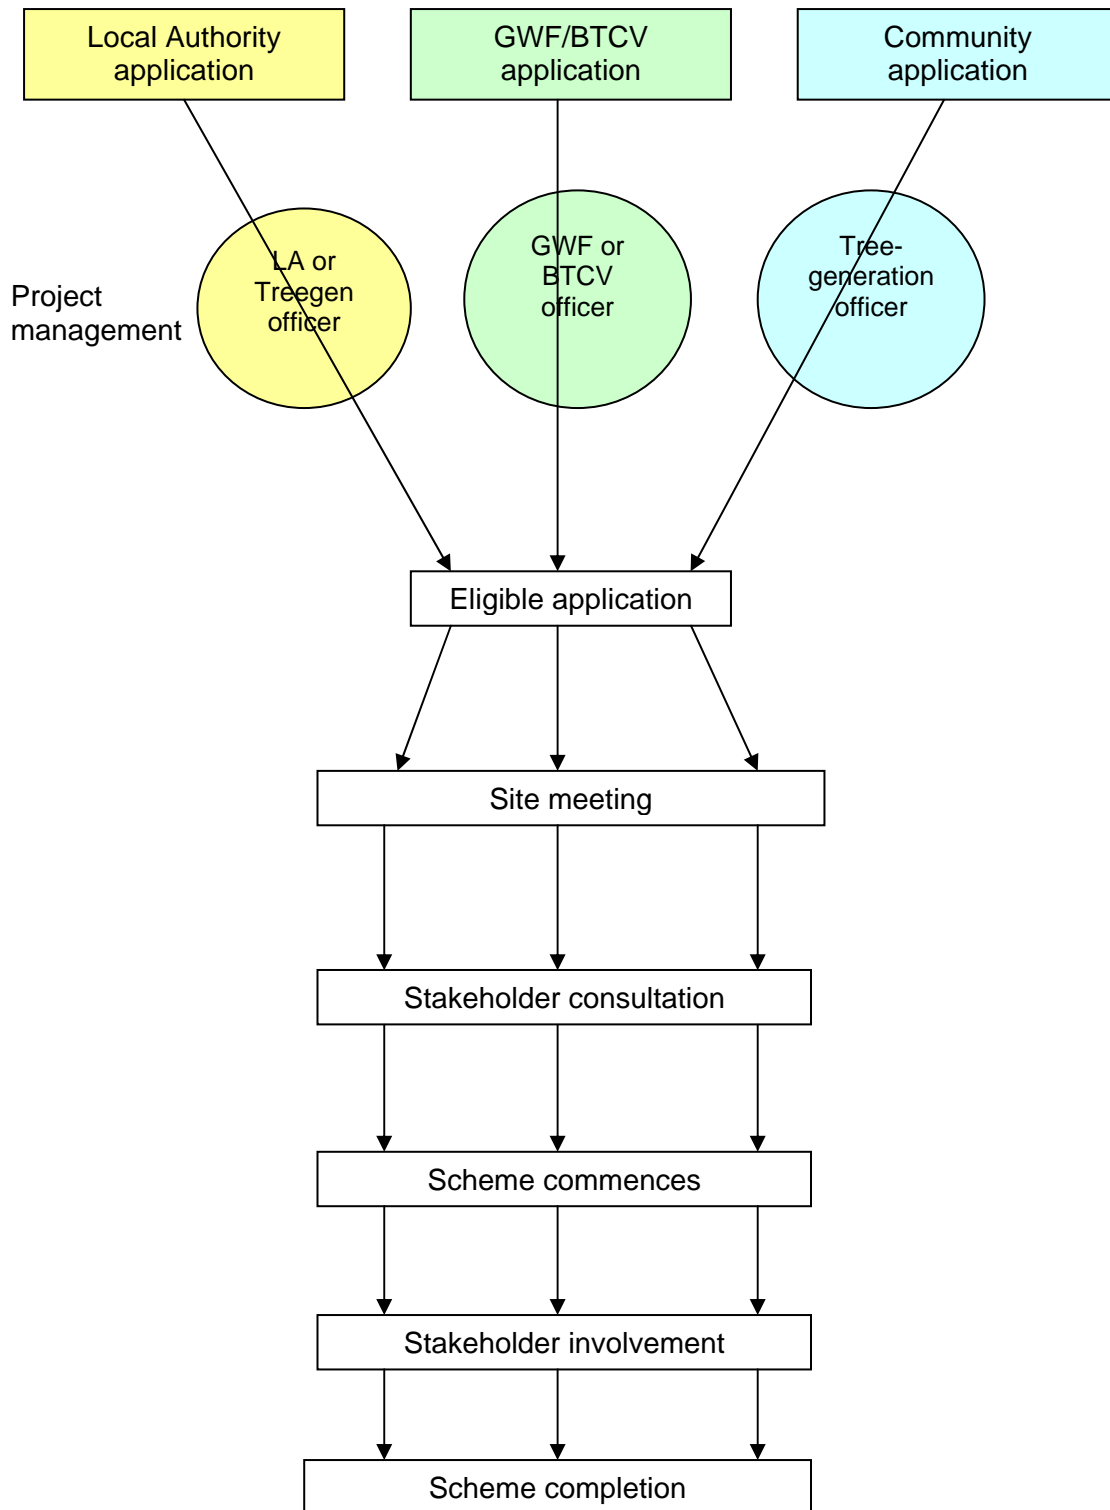 Local Authority
application
GWF/BTCV
application
Community
application
Project
management
LA or
Treegen
officer
GWF or
BTCV
officer
Tree-
generation
officer
Eligible application
Site meeting
Stakeholder consultation
Scheme commences
Stakeholder involvement
Scheme completion